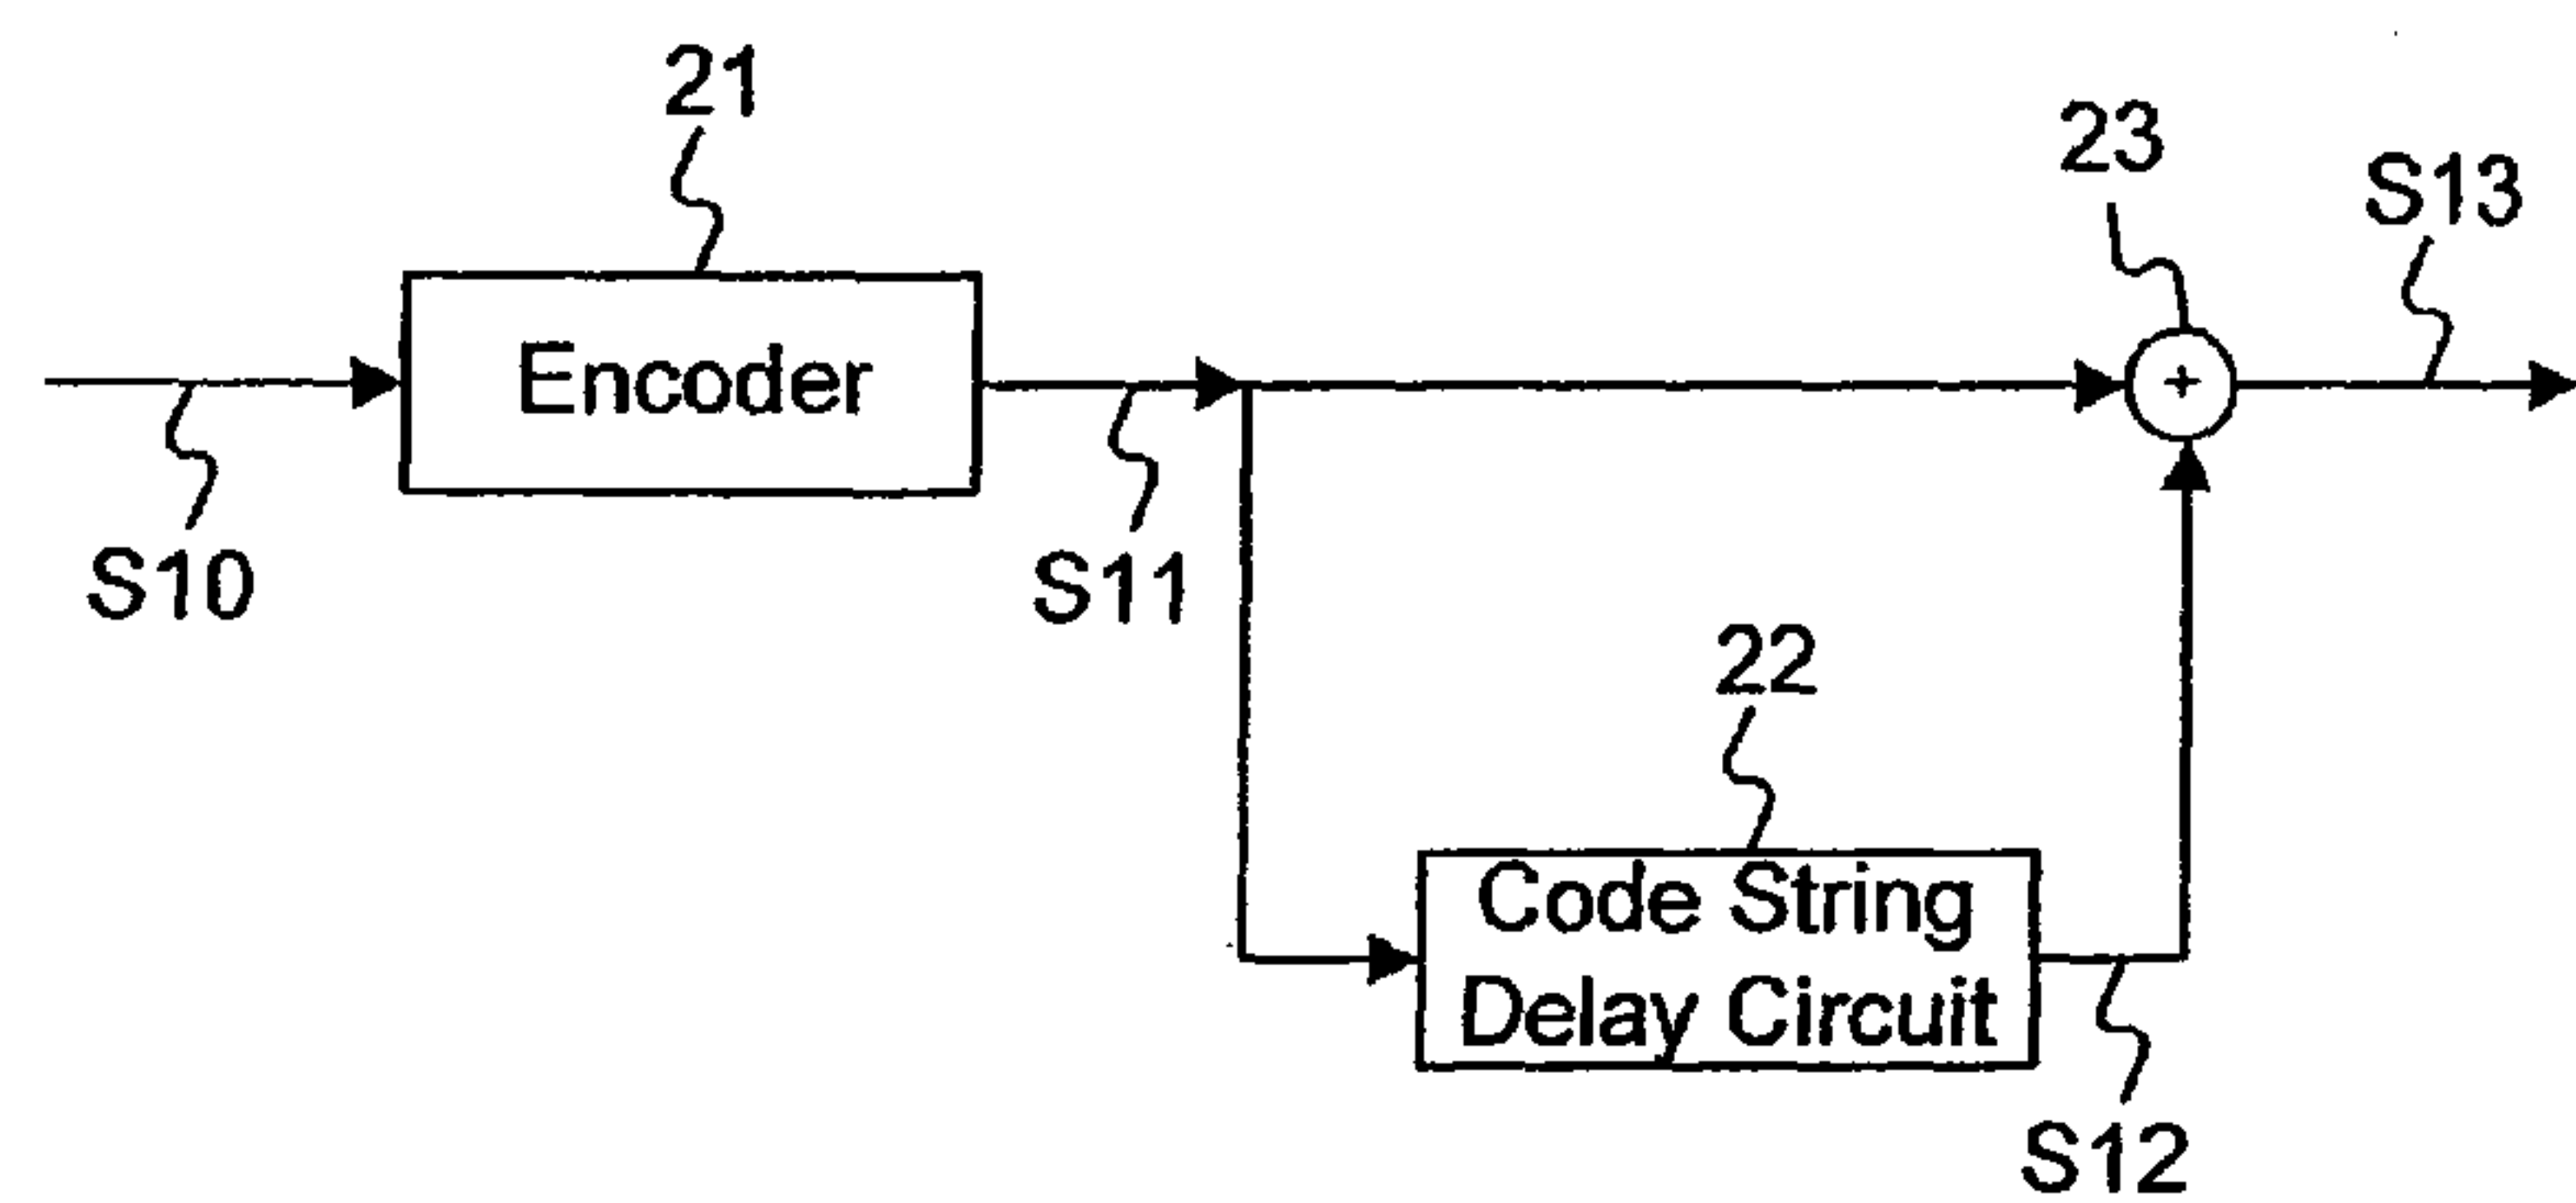 21
23
S13
Encoder
+
S10
S11
22
Code String
Delay Circuit
S12